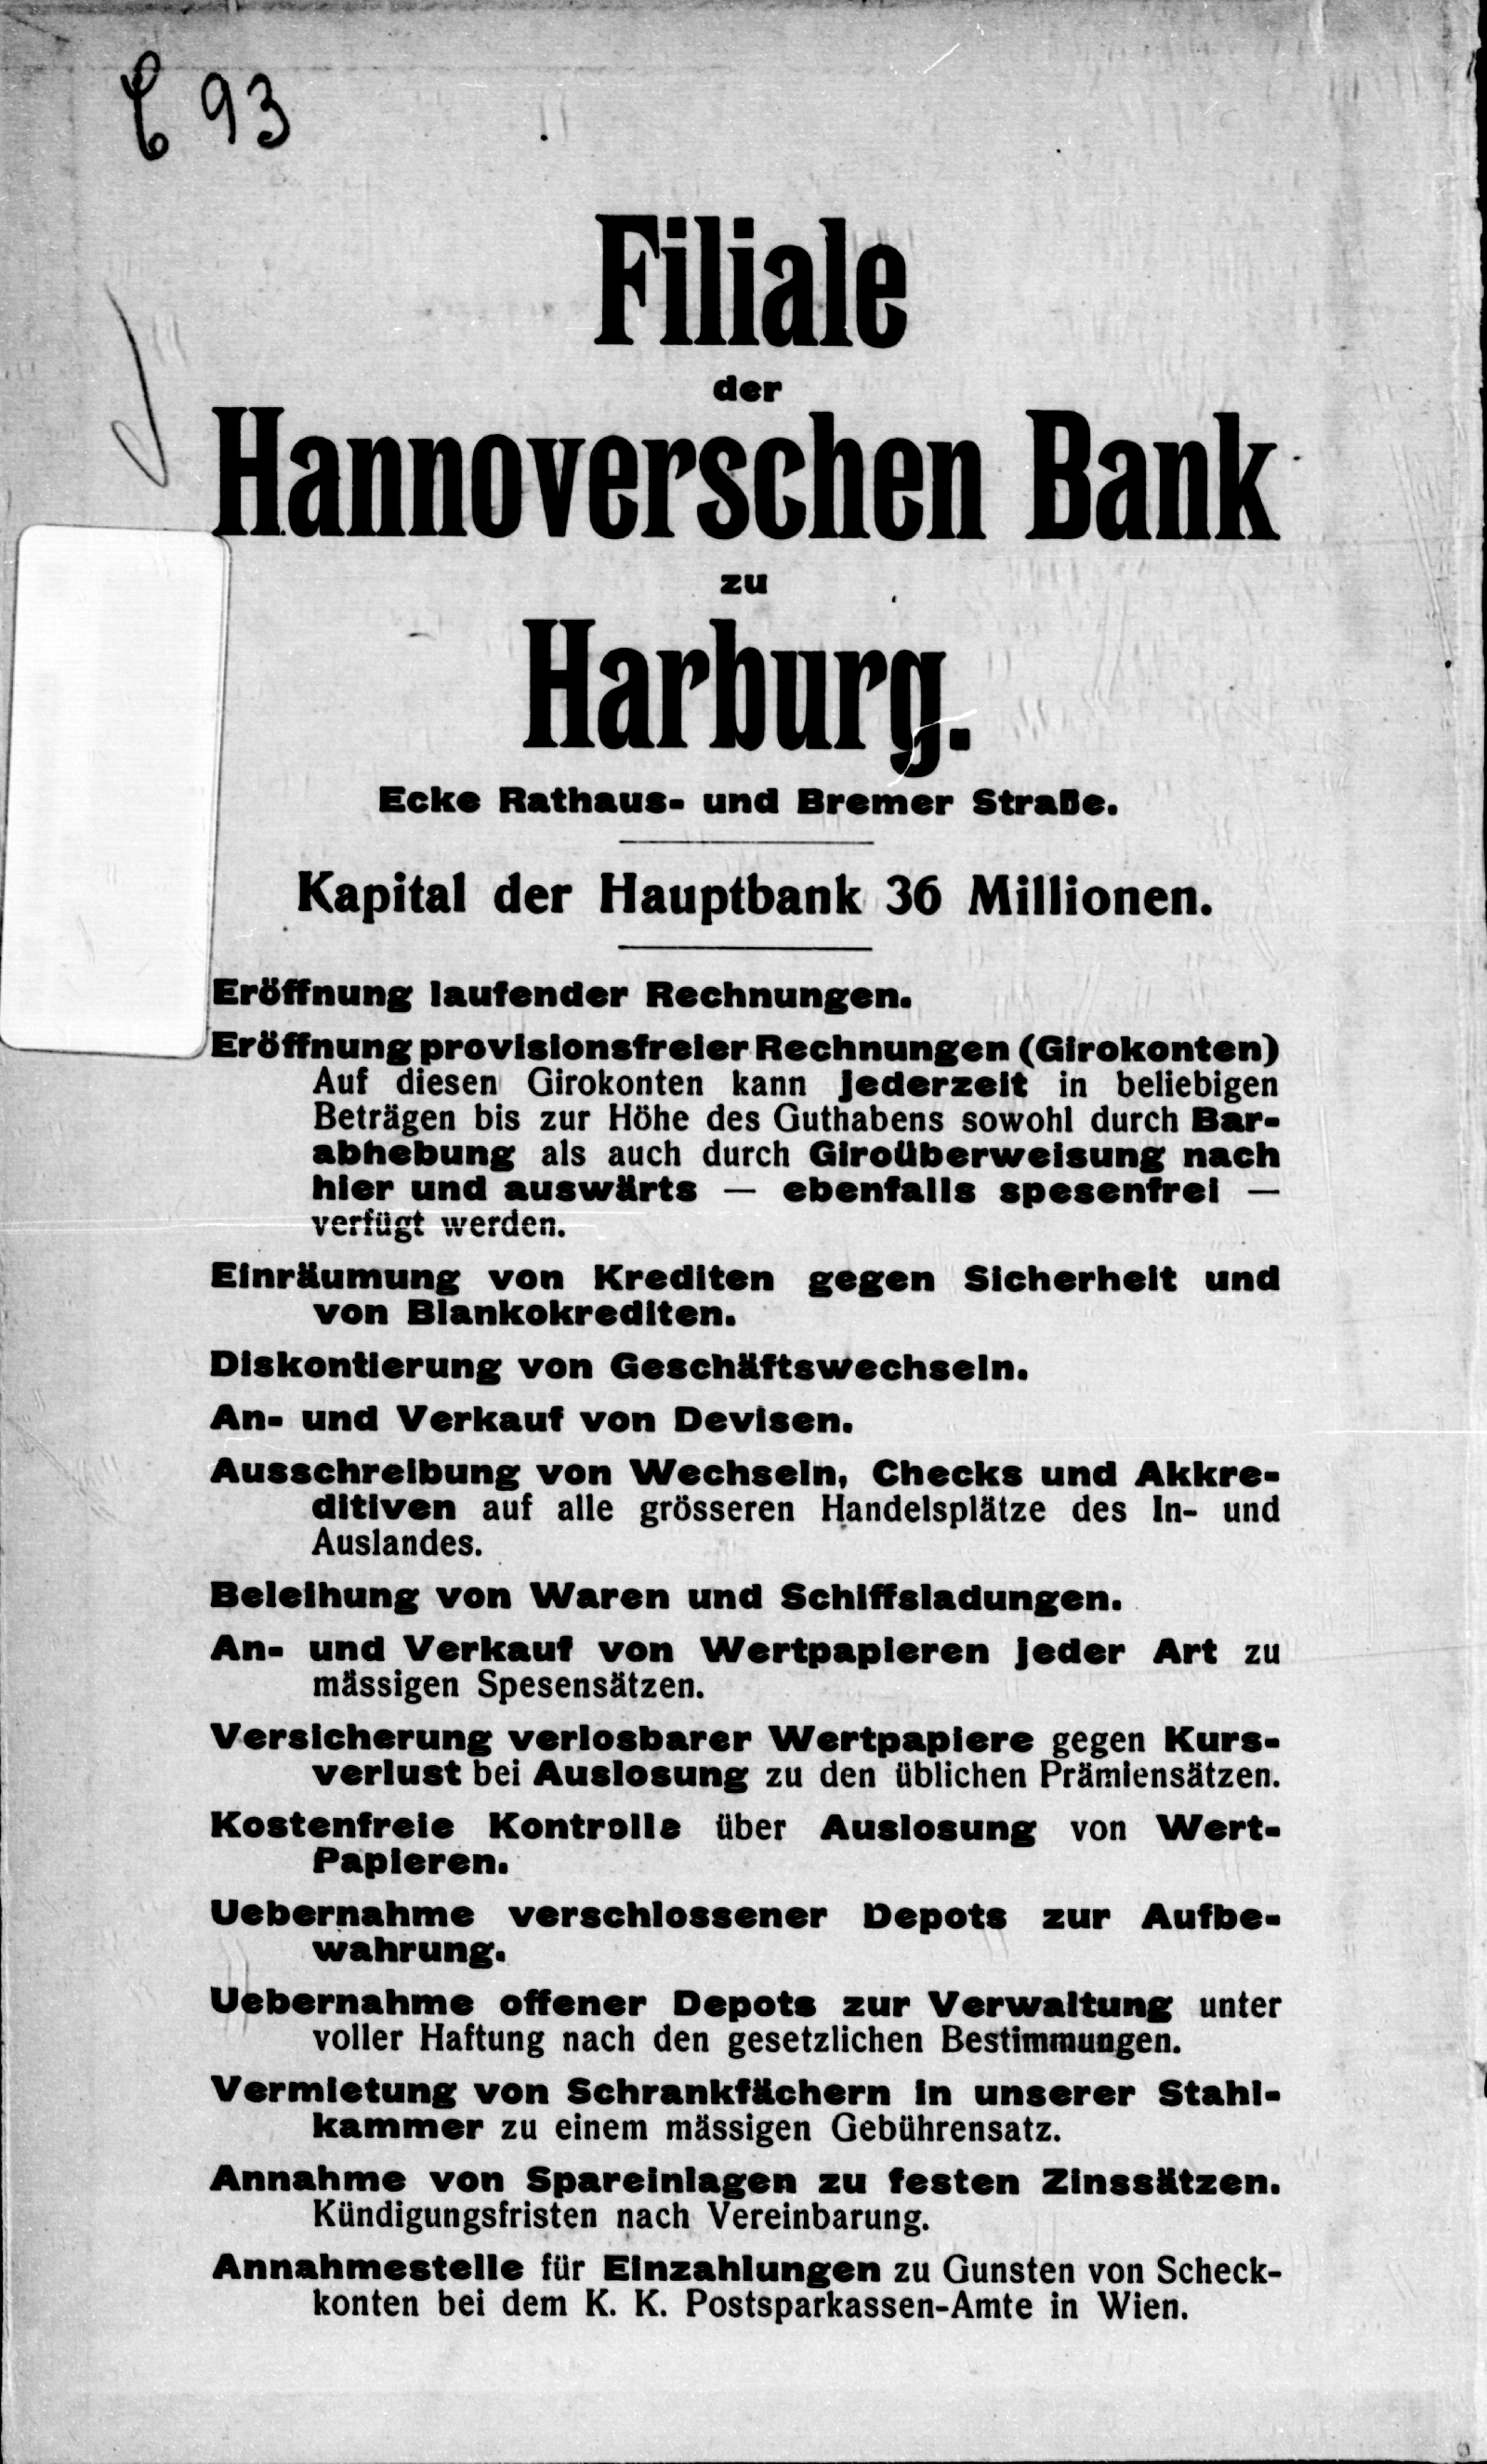 C 93
Filiale
der
Hannoverschen Bank
zu
Harburg.
Ecke Rathaus- und Bremer Straße.
Kapital der Hauptbank 36 Millionen.
Eröffnung laufender Rechnungen.
Eröffnung provisionsfreier Rechnungen (Girokonten)
Auf diesen Girokonten kann jederzeit in beliebigen
Beträgen bis zur Höhe des Guthabens sowohl durch Bar-
abhebung als auch durch Giroüberweisung nach
hier und auswärts — ebenfalls spesenfrei —
verfügt werden.
Einräumung von Krediten gegen Sicherheit und
von Blankokrediten.
Diskontierung von Geschäftswechseln.
An- und Verkauf von Devisen.
Ausschreibung von Wechseln, Checks und Akkre-
ditiven auf alle grösseren Handelsplätze des In- und
Auslandes.
Beleihung von Waren und Schiffsladungen.
An- und Verkauf von Wertpapieren jeder Art zu
mässigen Spesensätzen.
Versicherung verlosbarer Wertpapiere gegen Kurs-
verlust bei Auslosung zu den üblichen Prämiensätzen.
Kostenfreie Kontrolle über Auslosung von Wert-
Papieren.
Uebernahme verschlossener Depots zur Aufbe-
wahrung.
Uebernahme offener Depots zur Verwaltung unter
voller Haftung nach den gesetzlichen Bestimmungen.
Vermietung von Schrankfächern in unserer Stahl-
kammer zu einem mässigen Gebührensatz.
Annahme von Spareinlagen zu festen Zinssätzen.
Kündigungsfristen nach Vereinbarung.
Annahmestelle für Einzahlungen zu Gunsten von Scheck-
konten bei dem K. K. Postsparkassen-Amte in Wien.